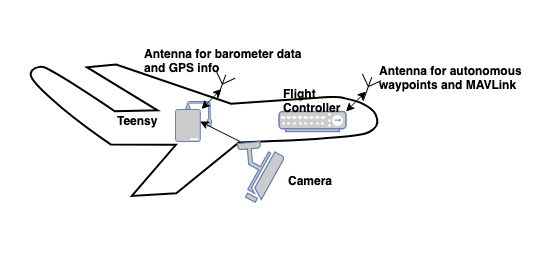 Antenna for barometer data
and GPS info
Antenna for autonomous
waypoints and MAVLink
Flight
Controller
Teensy
Camera